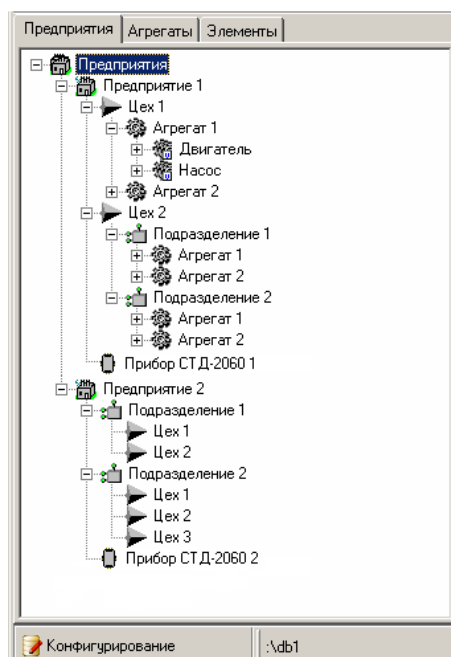 Предприятия Агрегаты Элементы
Предприятия
Предприятие 1
Цех 1
Агрегат 1
Двигатель
Насос
Агрегат 2
Цех 2
Подразделение 1
Агрегат 1
Агрегат 2
Подразделение 2
Агрегат 1
Агрегат 2
Прибор СТД-2060 1
Предприятие 2
Подразделение 1
Цех 1
Цех 2
Подразделение 2
Цех 1
Цех 2
Цех 3
Прибор СТД-2060 2
Конфигурирование :\db1